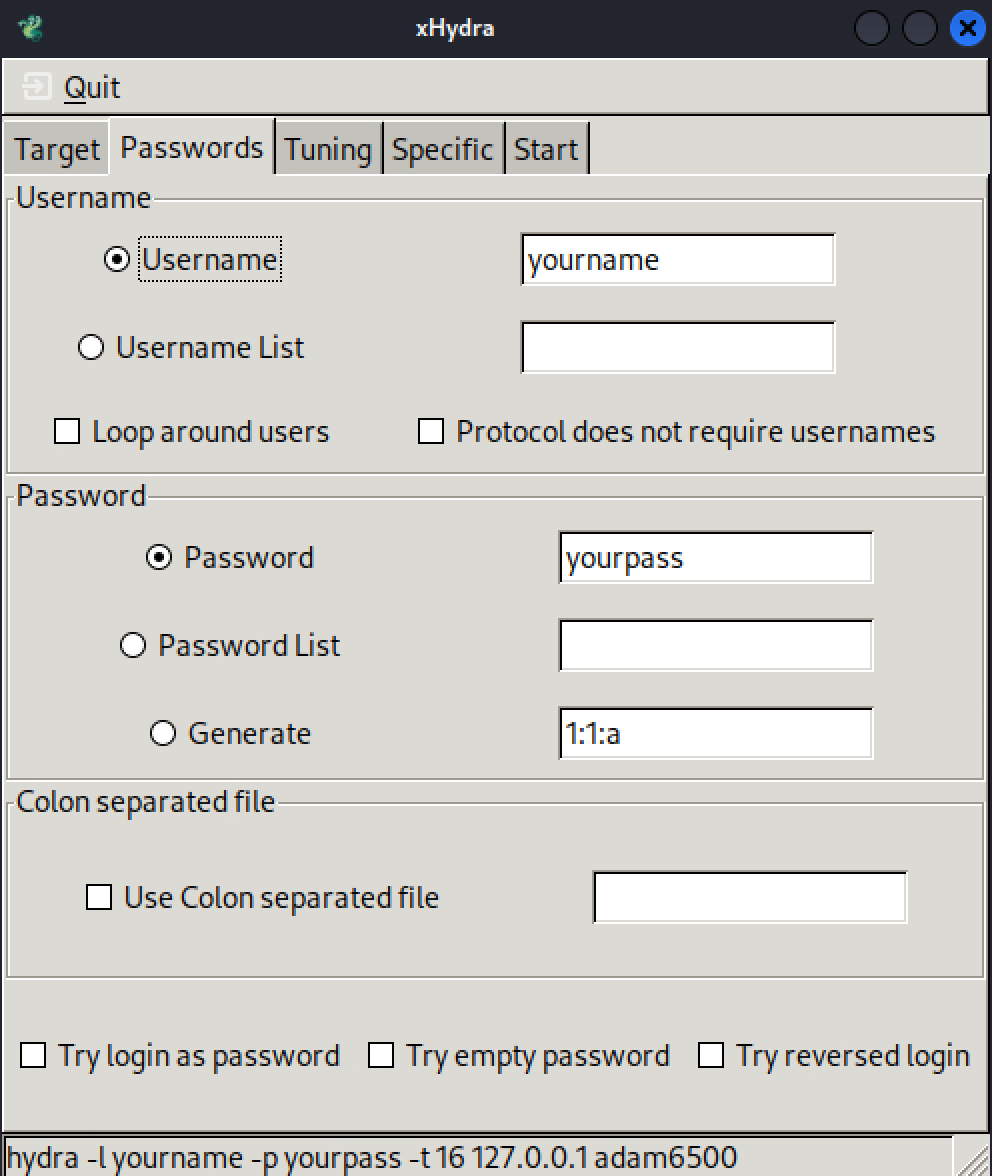 xHydra
Quit
Target Passwords Tuning Specific Start
Username
Username yourname
Username List
Loop around users Protocol does not require usernames
Password
Password yourpass
Password List
Generate 1:1:a
Colon separated file
Use Colon separated file
Try login as password Try empty password Try reversed login
hydra -l yourname -p yourpass -t 16 127.0.0.1 adam6500